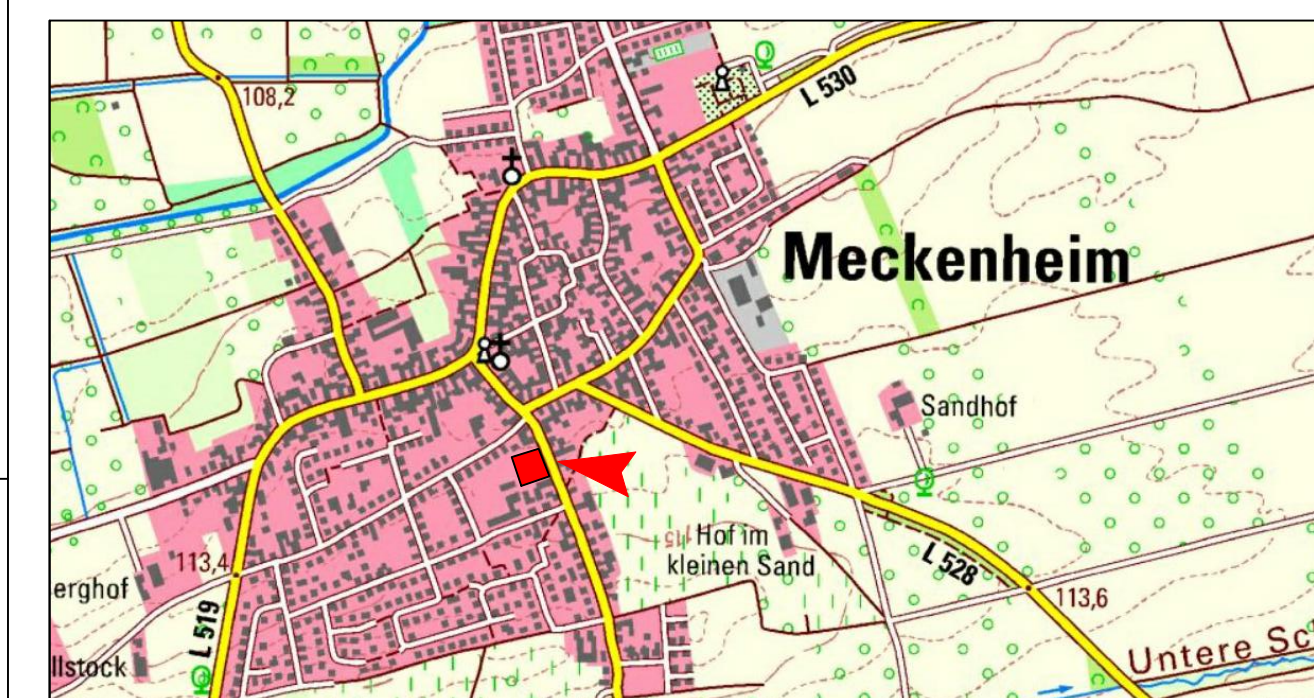 108,2
L 530
Meckenheim
Sandhof
Hof im
kleinen Sand
113,4
L 528
erghof
113,6
L 519
Untere Sc
llstock